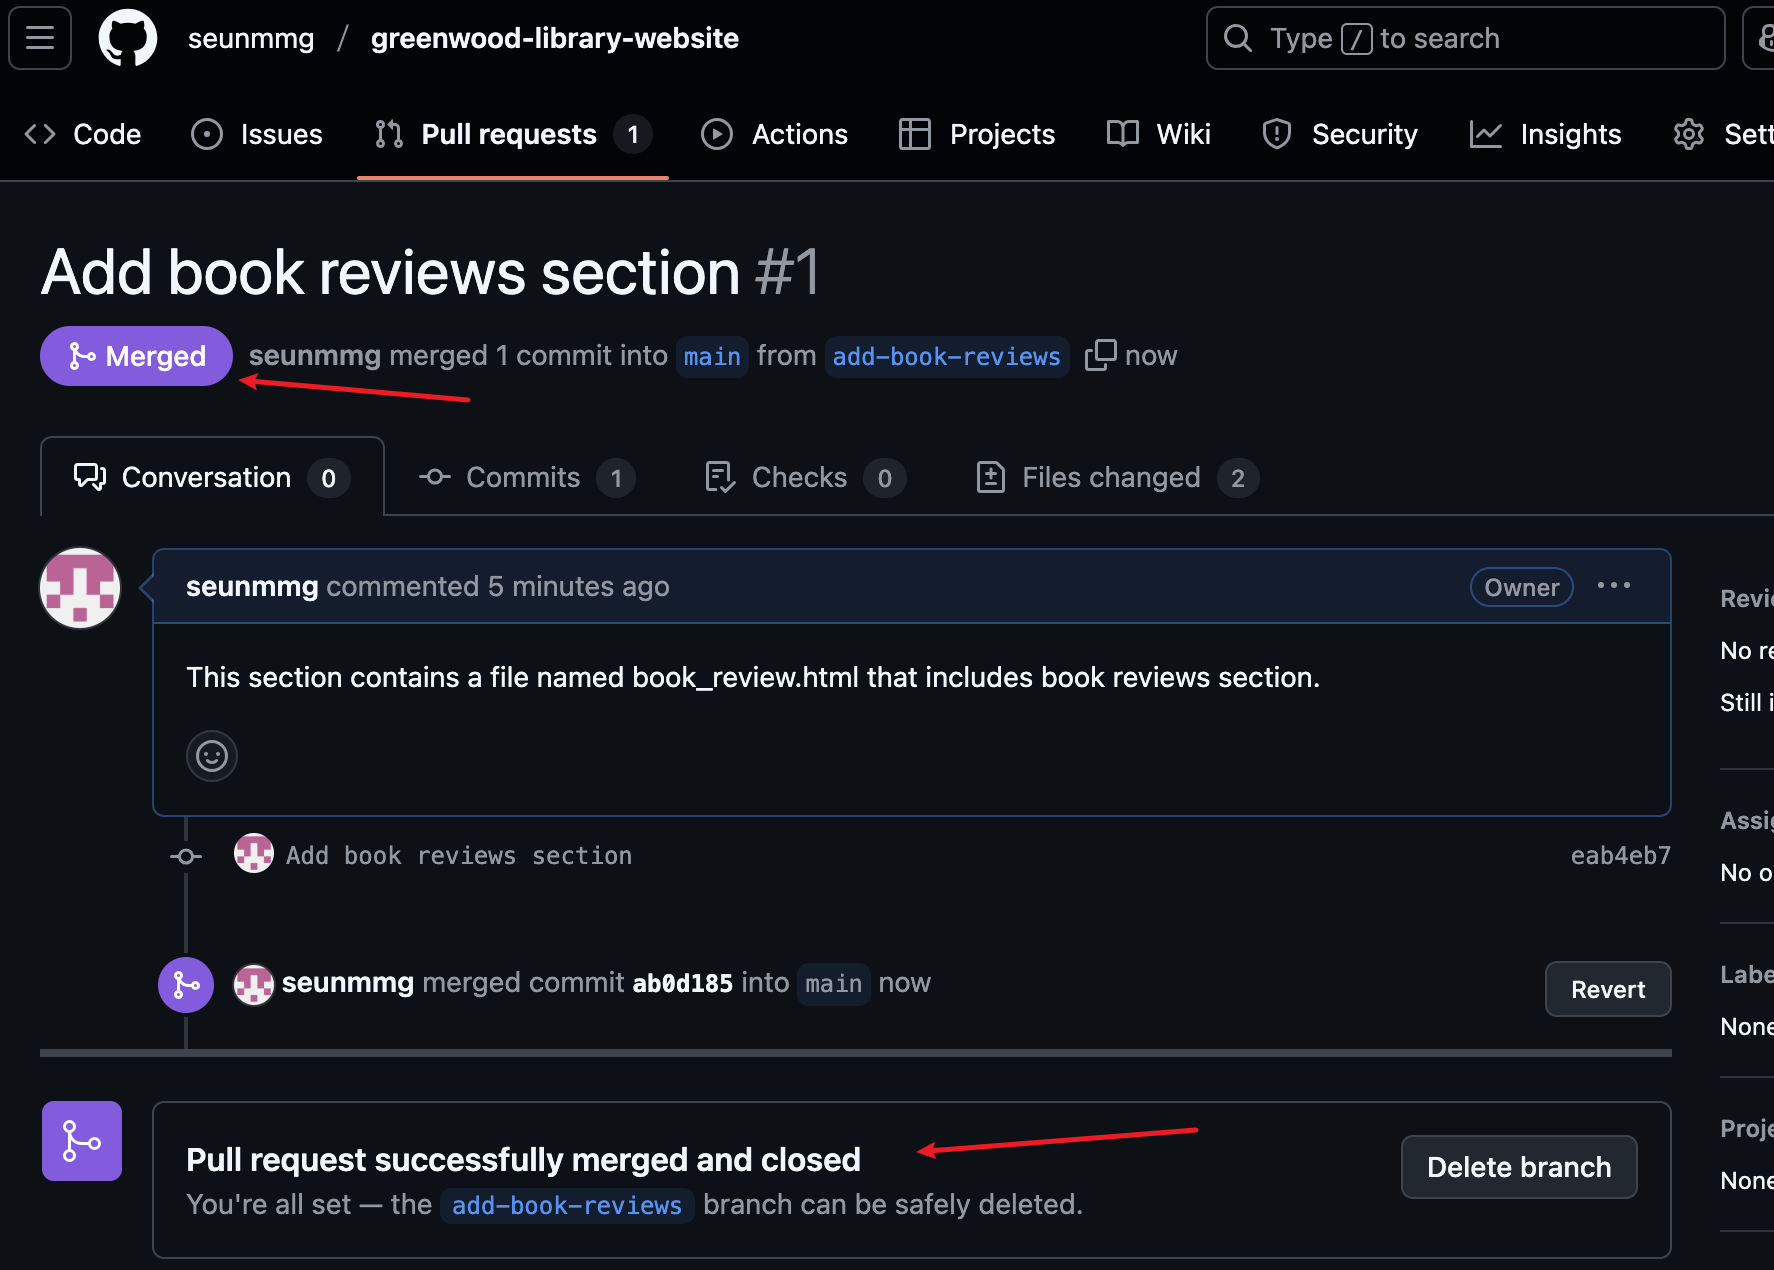 seunmmg / greenwood-library-website
Type / to search
Code
Issues
Pull requests 1
Actions
Projects
Wiki
Security
Insights
Sett
Add book reviews section #1
Merged
seunmmg merged 1 commit into main from add-book-reviews now
Conversation 0
Commits 1
Checks 0
Files changed 2
seunmmg commented 5 minutes ago
Owner
This section contains a file named book_review.html that includes book reviews section.
Add book reviews section
eab4eb7
seunmmg merged commit ab0d185 into main now
Revert
Pull request successfully merged and closed
You're all set — the add-book-reviews branch can be safely deleted.
Delete branch
Revi
No re
Still i
Assig
No o
Labe
None
Proje
None